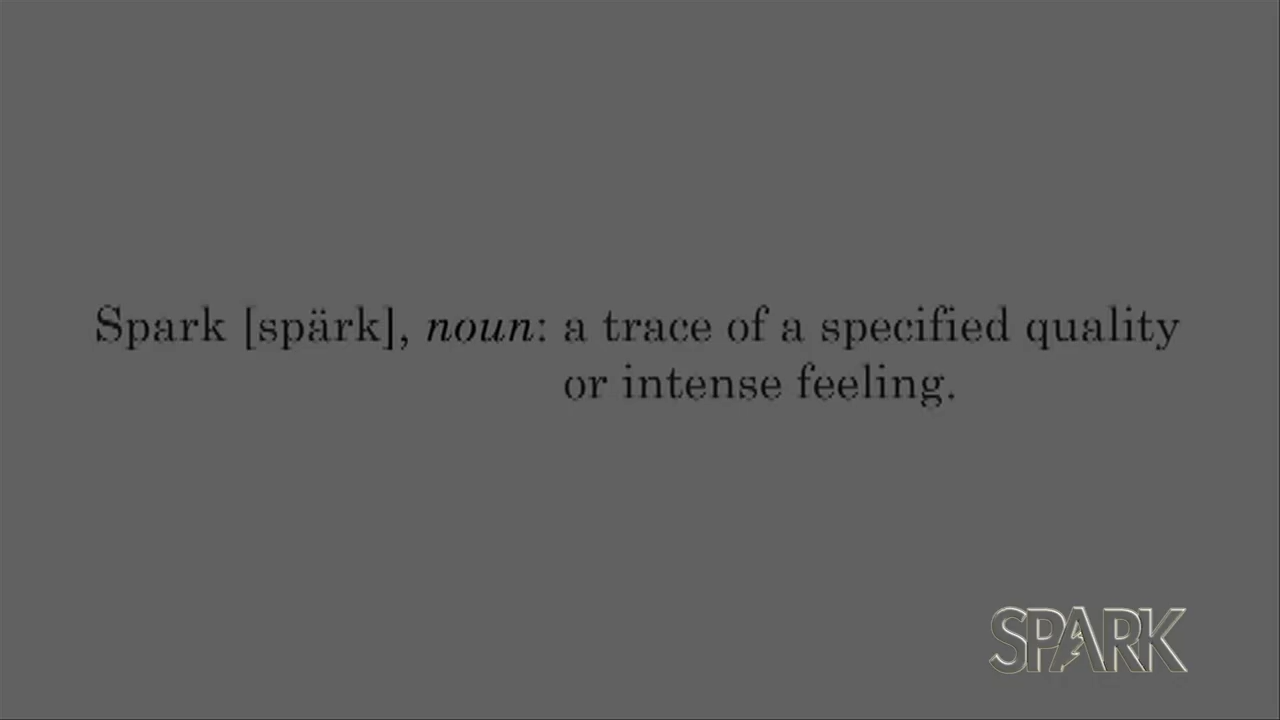 Spark [spärk], noun: a trace of a specified quality
or intense feeling.
SPARK